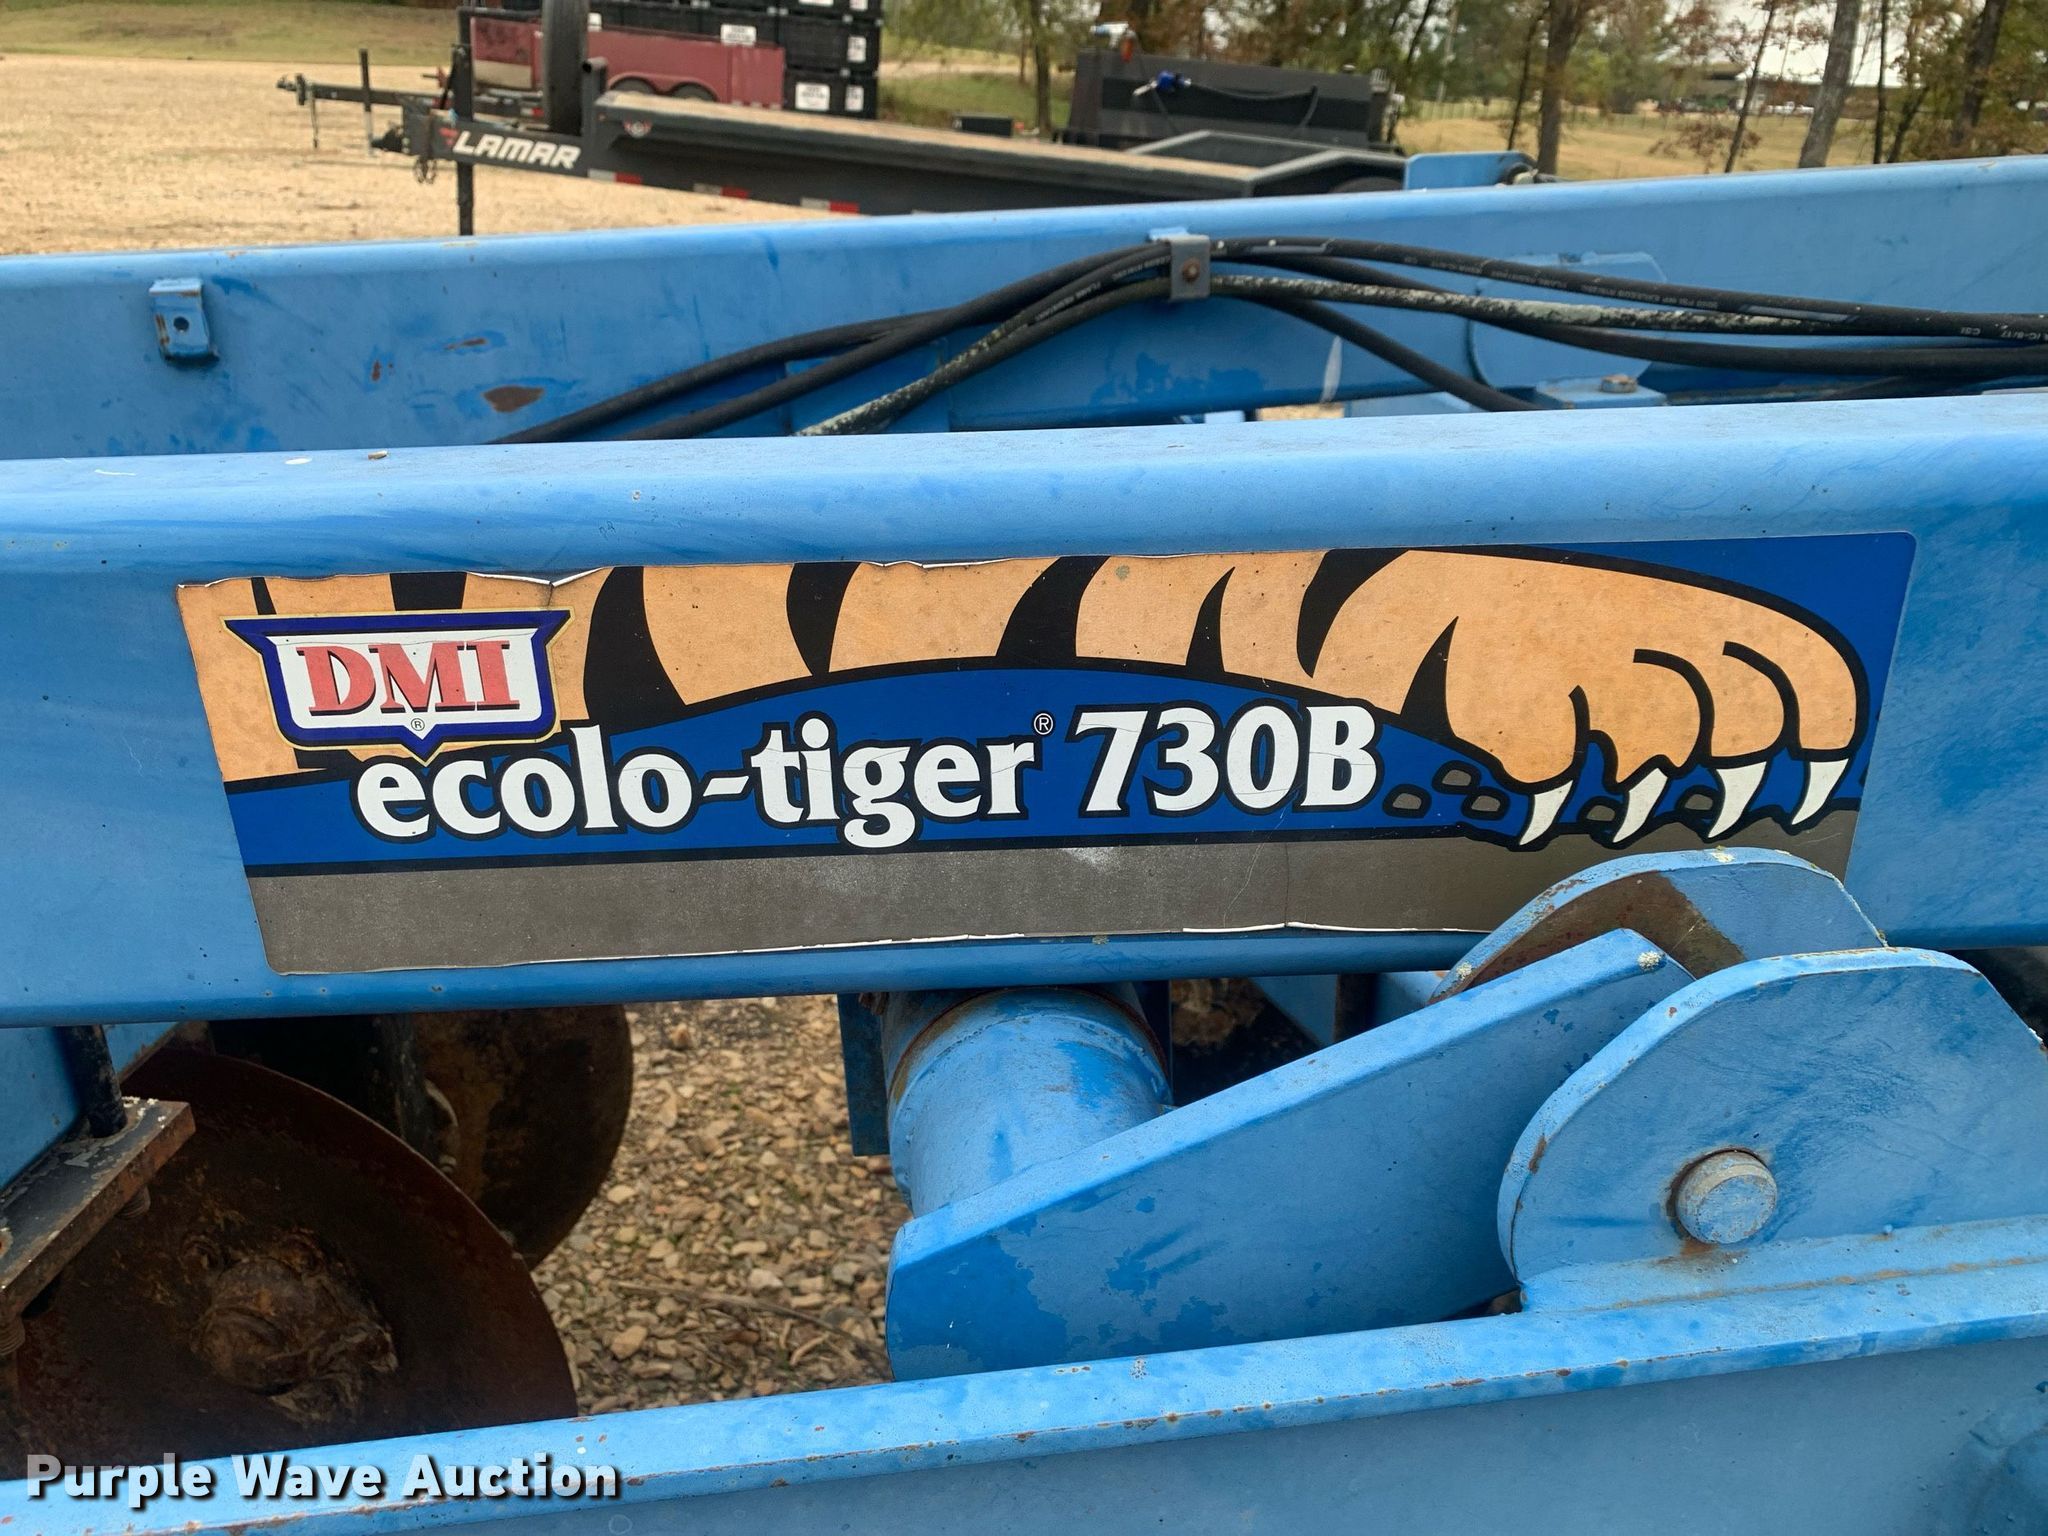 LAMAR
DMI
®
ecolo-tiger® 730B
Purple Wave Auction